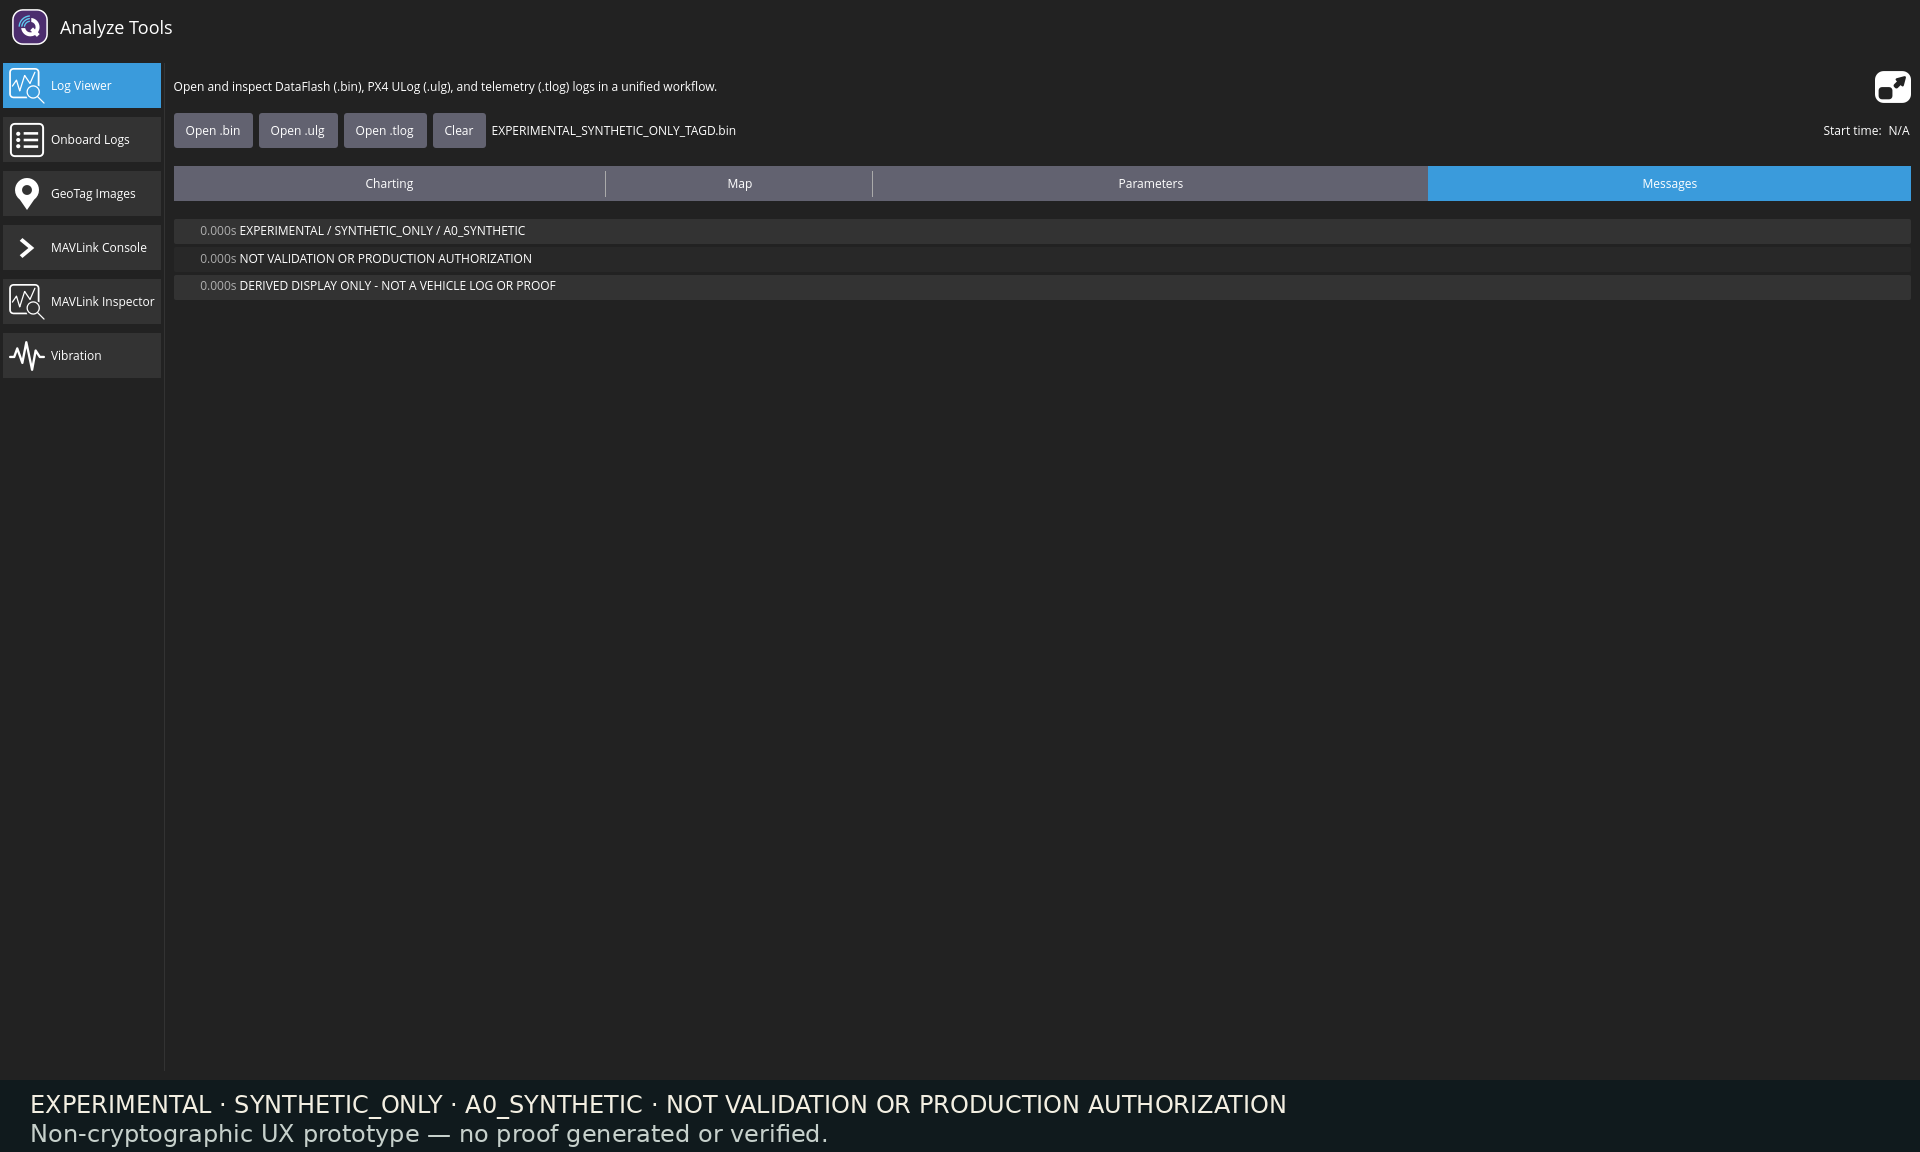 Analyze Tools
Log Viewer
Onboard Logs
GeoTag Images
MAVLink Console
MAVLink Inspector
Vibration
Open and inspect DataFlash (.bin), PX4 ULog (.ulg), and telemetry (.tlog) logs in a unified workflow.
Open .bin Open .ulg Open .tlog Clear EXPERIMENTAL_SYNTHETIC_ONLY_TAGD.bin Start time: N/A
Charting Map Parameters Messages
0.000s EXPERIMENTAL / SYNTHETIC_ONLY / A0_SYNTHETIC
0.000s NOT VALIDATION OR PRODUCTION AUTHORIZATION
0.000s DERIVED DISPLAY ONLY - NOT A VEHICLE LOG OR PROOF
EXPERIMENTAL · SYNTHETIC_ONLY · A0_SYNTHETIC · NOT VALIDATION OR PRODUCTION AUTHORIZATION
Non-cryptographic UX prototype — no proof generated or verified.